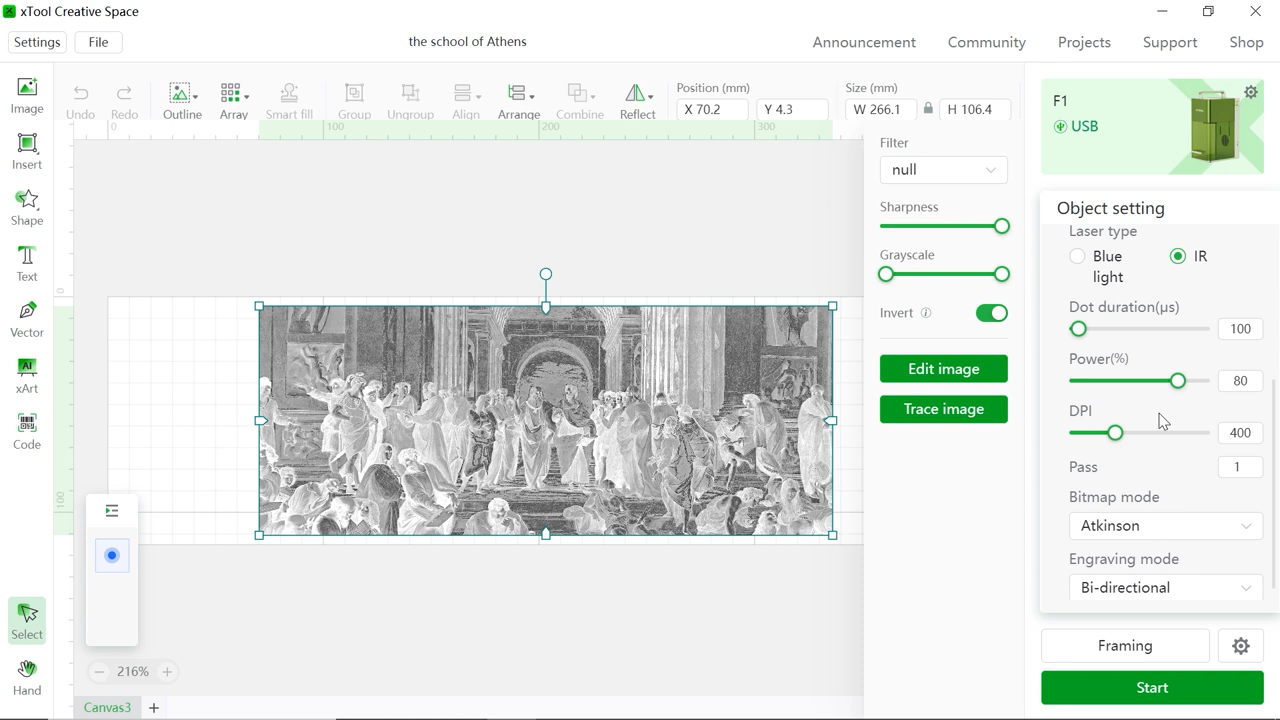 xTool Creative Space
Settings
File
the school of Athens
Announcement
Community
Projects
Support
Shop
Image
Insert
Shape
Text
Vector
AI
xArt
Code
Select
Hand
Undo
Redo
Outline
Array
Smart fill
Group
Ungroup
Align
Arrange
Combine
Reflect
Position (mm)
X 70.2
Y 4.3
Size (mm)
W 266.1
H 106.4
0
100
200
300
0
100
216%
Canvas3
Filter
null
Sharpness
Grayscale
Invert
Edit image
Trace image
F1
USB
Object setting
Laser type
Blue
light
IR
Dot duration(µs)
100
Power(%)
80
DPI
400
Pass
1
Bitmap mode
Atkinson
Engraving mode
Bi-directional
Framing
Start